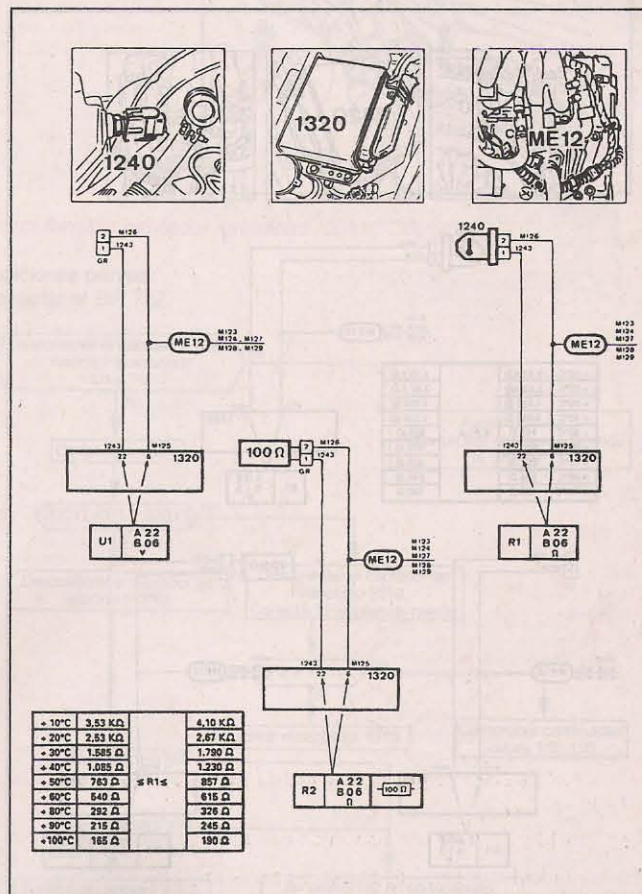 1240
1320
ME12
2 M126
1 1243
GR
ME12
M123
M124 . M127
M128 . M129
1243 M125
22 6 1320
U1
A 22
B 06
V
1240
2 M126
1 1243
ME12
M123
M124
M127
M128
M129
1243 M125
22 6 1320
R1
A 22
B 06
Ω
100 Ω
2 M126
1 1243
GR
ME12
M123
M124
M127
M128
M129
1243 M125
22 6 1320
R2
A 22
B 06
Ω
100 Ω
+ 10°C 3,53 KΩ 4,10 KΩ
+ 20°C 2,53 KΩ 2,67 KΩ
+ 30°C 1.585 Ω 1.790 Ω
+ 40°C 1.085 Ω 1.230 Ω
+ 50°C 763 Ω ≤ R1 ≤ 857 Ω
+ 60°C 540 Ω 615 Ω
+ 80°C 292 Ω 326 Ω
+ 90°C 215 Ω 245 Ω
+100°C 165 Ω 190 Ω